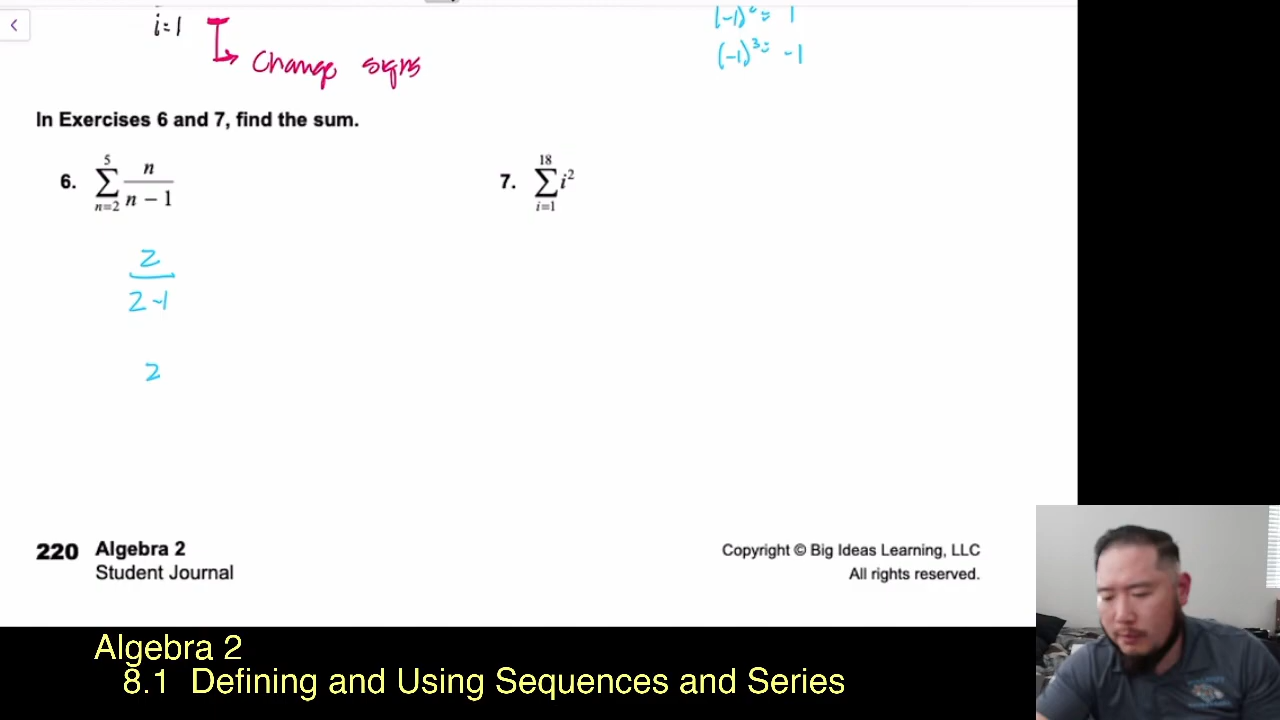 i=1
(-1)² = 1
(-1)³ = -1
Change signs
In Exercises 6 and 7, find the sum.
6. 5 ∑ n=2 n/(n − 1)
7. 18 ∑ i=1 i²
2
2-1
2
220 Algebra 2
Student Journal
Copyright © Big Ideas Learning, LLC
All rights reserved.
Algebra 2
8.1 Defining and Using Sequences and Series